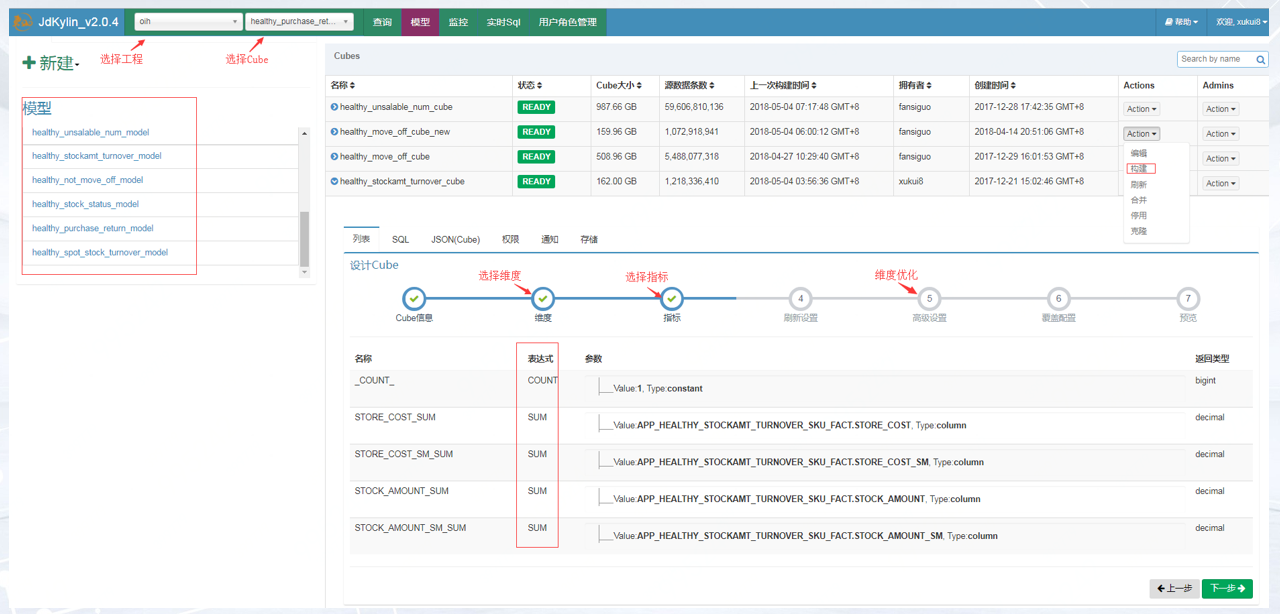 JdKylin_v2.0.4 oih healthy_purchase_ret... 查询 模型 监控 实时Sql 用户角色管理 帮助 欢迎, xukui8
选择工程 选择Cube
新建
Cubes
Search by name
模型
healthy_unsalable_num_model
healthy_stockamt_turnover_model
healthy_not_move_off_model
healthy_stock_status_model
healthy_purchase_return_model
healthy_spot_stock_turnover_model
名称 状态 Cube大小 源数据条数 上一次构建时间 拥有者 创建时间 Actions Admins
healthy_unsalable_num_cube READY 987.66 GB 59,606,810,136 2018-05-04 07:17:48 GMT+8 fansiguo 2017-12-28 17:42:35 GMT+8 Action Action
healthy_move_off_cube_new READY 159.96 GB 1,072,918,941 2018-05-04 06:00:12 GMT+8 fansiguo 2018-04-14 20:51:06 GMT+8 Action Action
healthy_move_off_cube READY 508.96 GB 5,488,077,318 2018-04-27 10:29:40 GMT+8 fansiguo 2017-12-29 16:01:53 GMT+8 Action
healthy_stockamt_turnover_cube READY 162.00 GB 1,218,336,410 2018-05-04 03:56:36 GMT+8 xukui8 2017-12-21 15:02:46 GMT+8 Action
编辑
构建
刷新
合并
停用
克隆
列表 SQL JSON(Cube) 权限 通知 存储
设计Cube
选择维度 选择指标 维度优化
4 5 6 7
Cube信息 维度 指标 刷新设置 高级设置 覆盖配置 预览
名称 表达式 参数 返回类型
_COUNT_ COUNT Value:1, Type:constant bigint
STORE_COST_SUM SUM Value:APP_HEALTHY_STOCKAMT_TURNOVER_SKU_FACT.STORE_COST, Type:column decimal
STORE_COST_SM_SUM SUM Value:APP_HEALTHY_STOCKAMT_TURNOVER_SKU_FACT.STORE_COST_SM, Type:column decimal
STOCK_AMOUNT_SUM SUM Value:APP_HEALTHY_STOCKAMT_TURNOVER_SKU_FACT.STOCK_AMOUNT, Type:column decimal
STOCK_AMOUNT_SM_SUM SUM Value:APP_HEALTHY_STOCKAMT_TURNOVER_SKU_FACT.STOCK_AMOUNT_SM, Type:column decimal
上一步 下一步